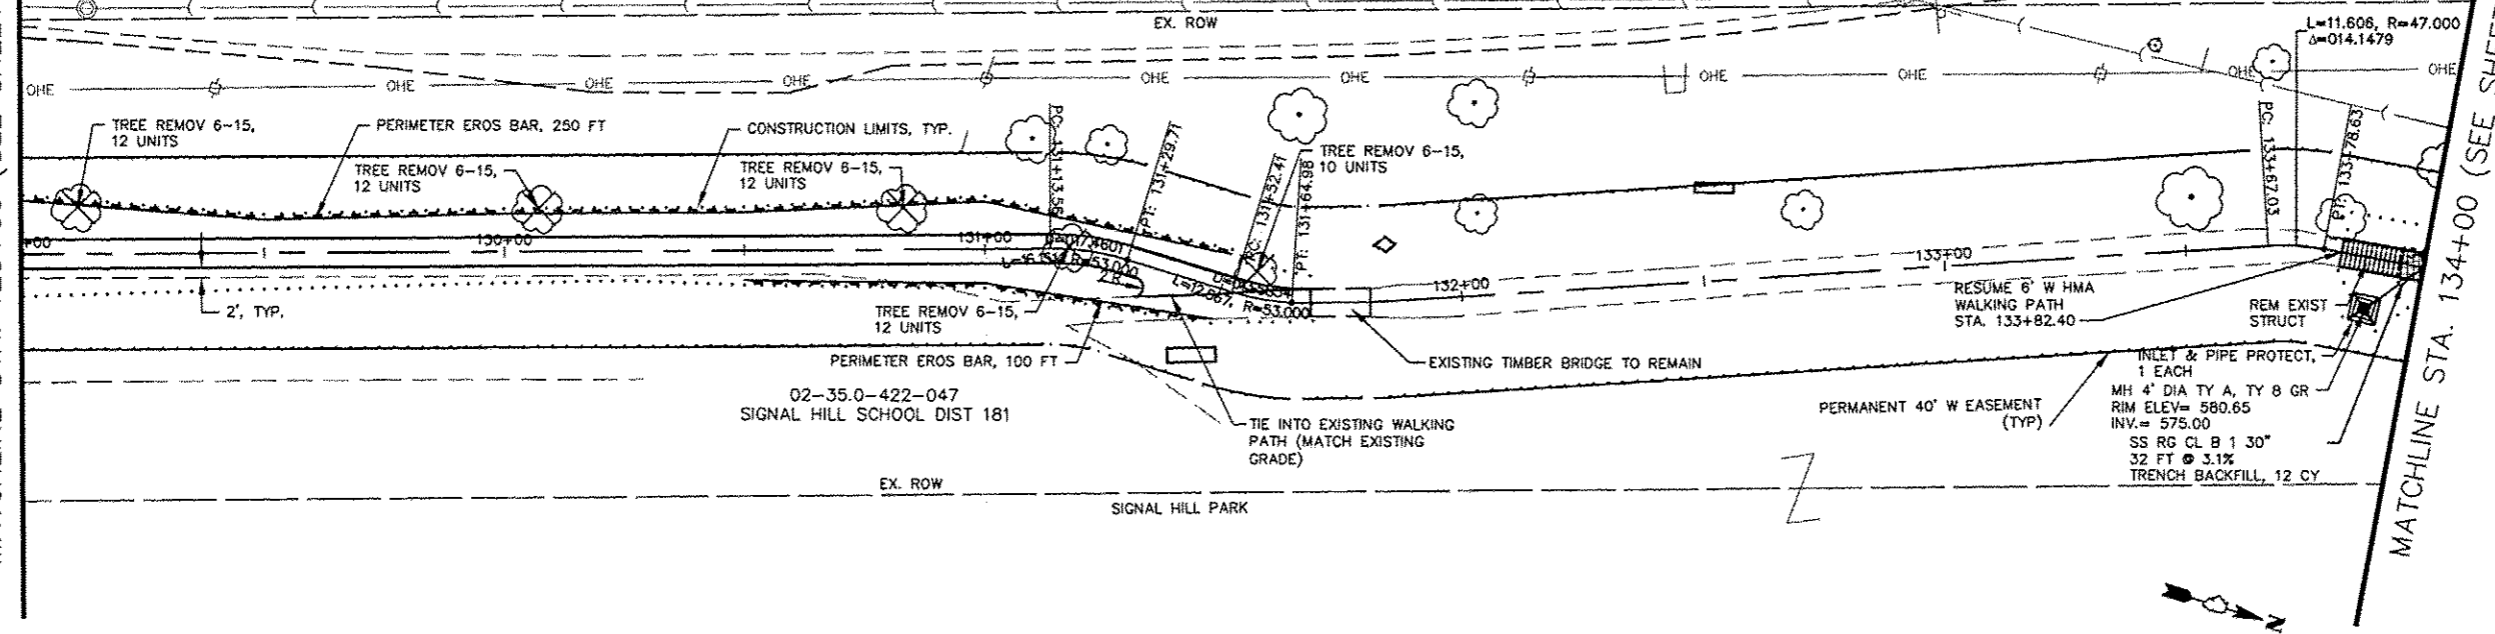 EX. ROW
L=11.606, R=47.000
Δ=014.1479
OHE OHE OHE OHE OHE OHE OHE OHE OHE OHE
TREE REMOV 6-15,
12 UNITS
PERIMETER EROS BAR, 250 FT
TREE REMOV 6-15,
12 UNITS
CONSTRUCTION LIMITS, TYP.
TREE REMOV 6-15,
12 UNITS
PC: 131+13.56
PT: 131+29.71
PC: 131+52.41
PT: 131+64.98
TREE REMOV 6-15,
10 UNITS
PC: 133+67.03
PT: 133+78.63
+00
130+00
131+00
R=53.000
L=12.667, R=53.000
132+00
133+00
2', TYP.
TREE REMOV 6-15,
12 UNITS
PERIMETER EROS BAR, 100 FT
EXISTING TIMBER BRIDGE TO REMAIN
RESUME 6' W HMA
WALKING PATH
STA. 133+82.40
REM EXIST
STRUCT
INLET & PIPE PROTECT,
1 EACH
MH 4' DIA TY A, TY 8 GR
RIM ELEV= 580.65
INV.= 575.00
SS RG CL B 1 30"
32 FT @ 3.1%
TRENCH BACKFILL, 12 CY
PERMANENT 40' W EASEMENT
(TYP)
02-35.0-422-047
SIGNAL HILL SCHOOL DIST 181
TIE INTO EXISTING WALKING
PATH (MATCH EXISTING
GRADE)
EX. ROW
SIGNAL HILL PARK
MATCHLINE STA. 134+00 (SEE SHEE
N